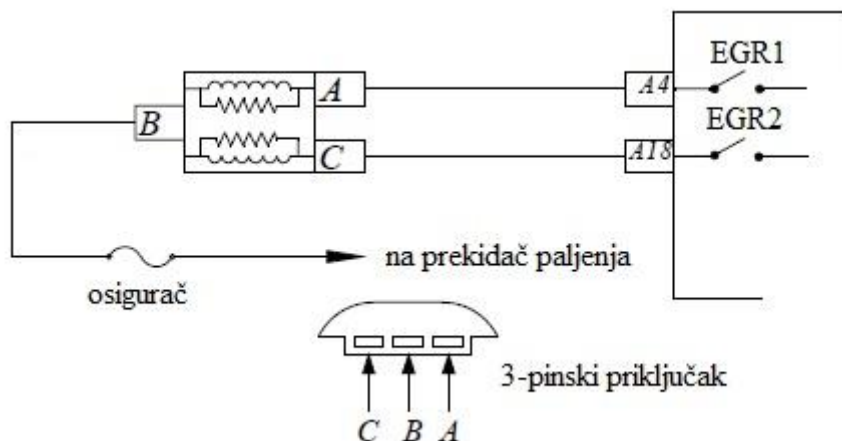 EGR1
A
A4
EGR2
B
C
A18
na prekidač paljenja
osigurač
3-pinski priključak
C B A